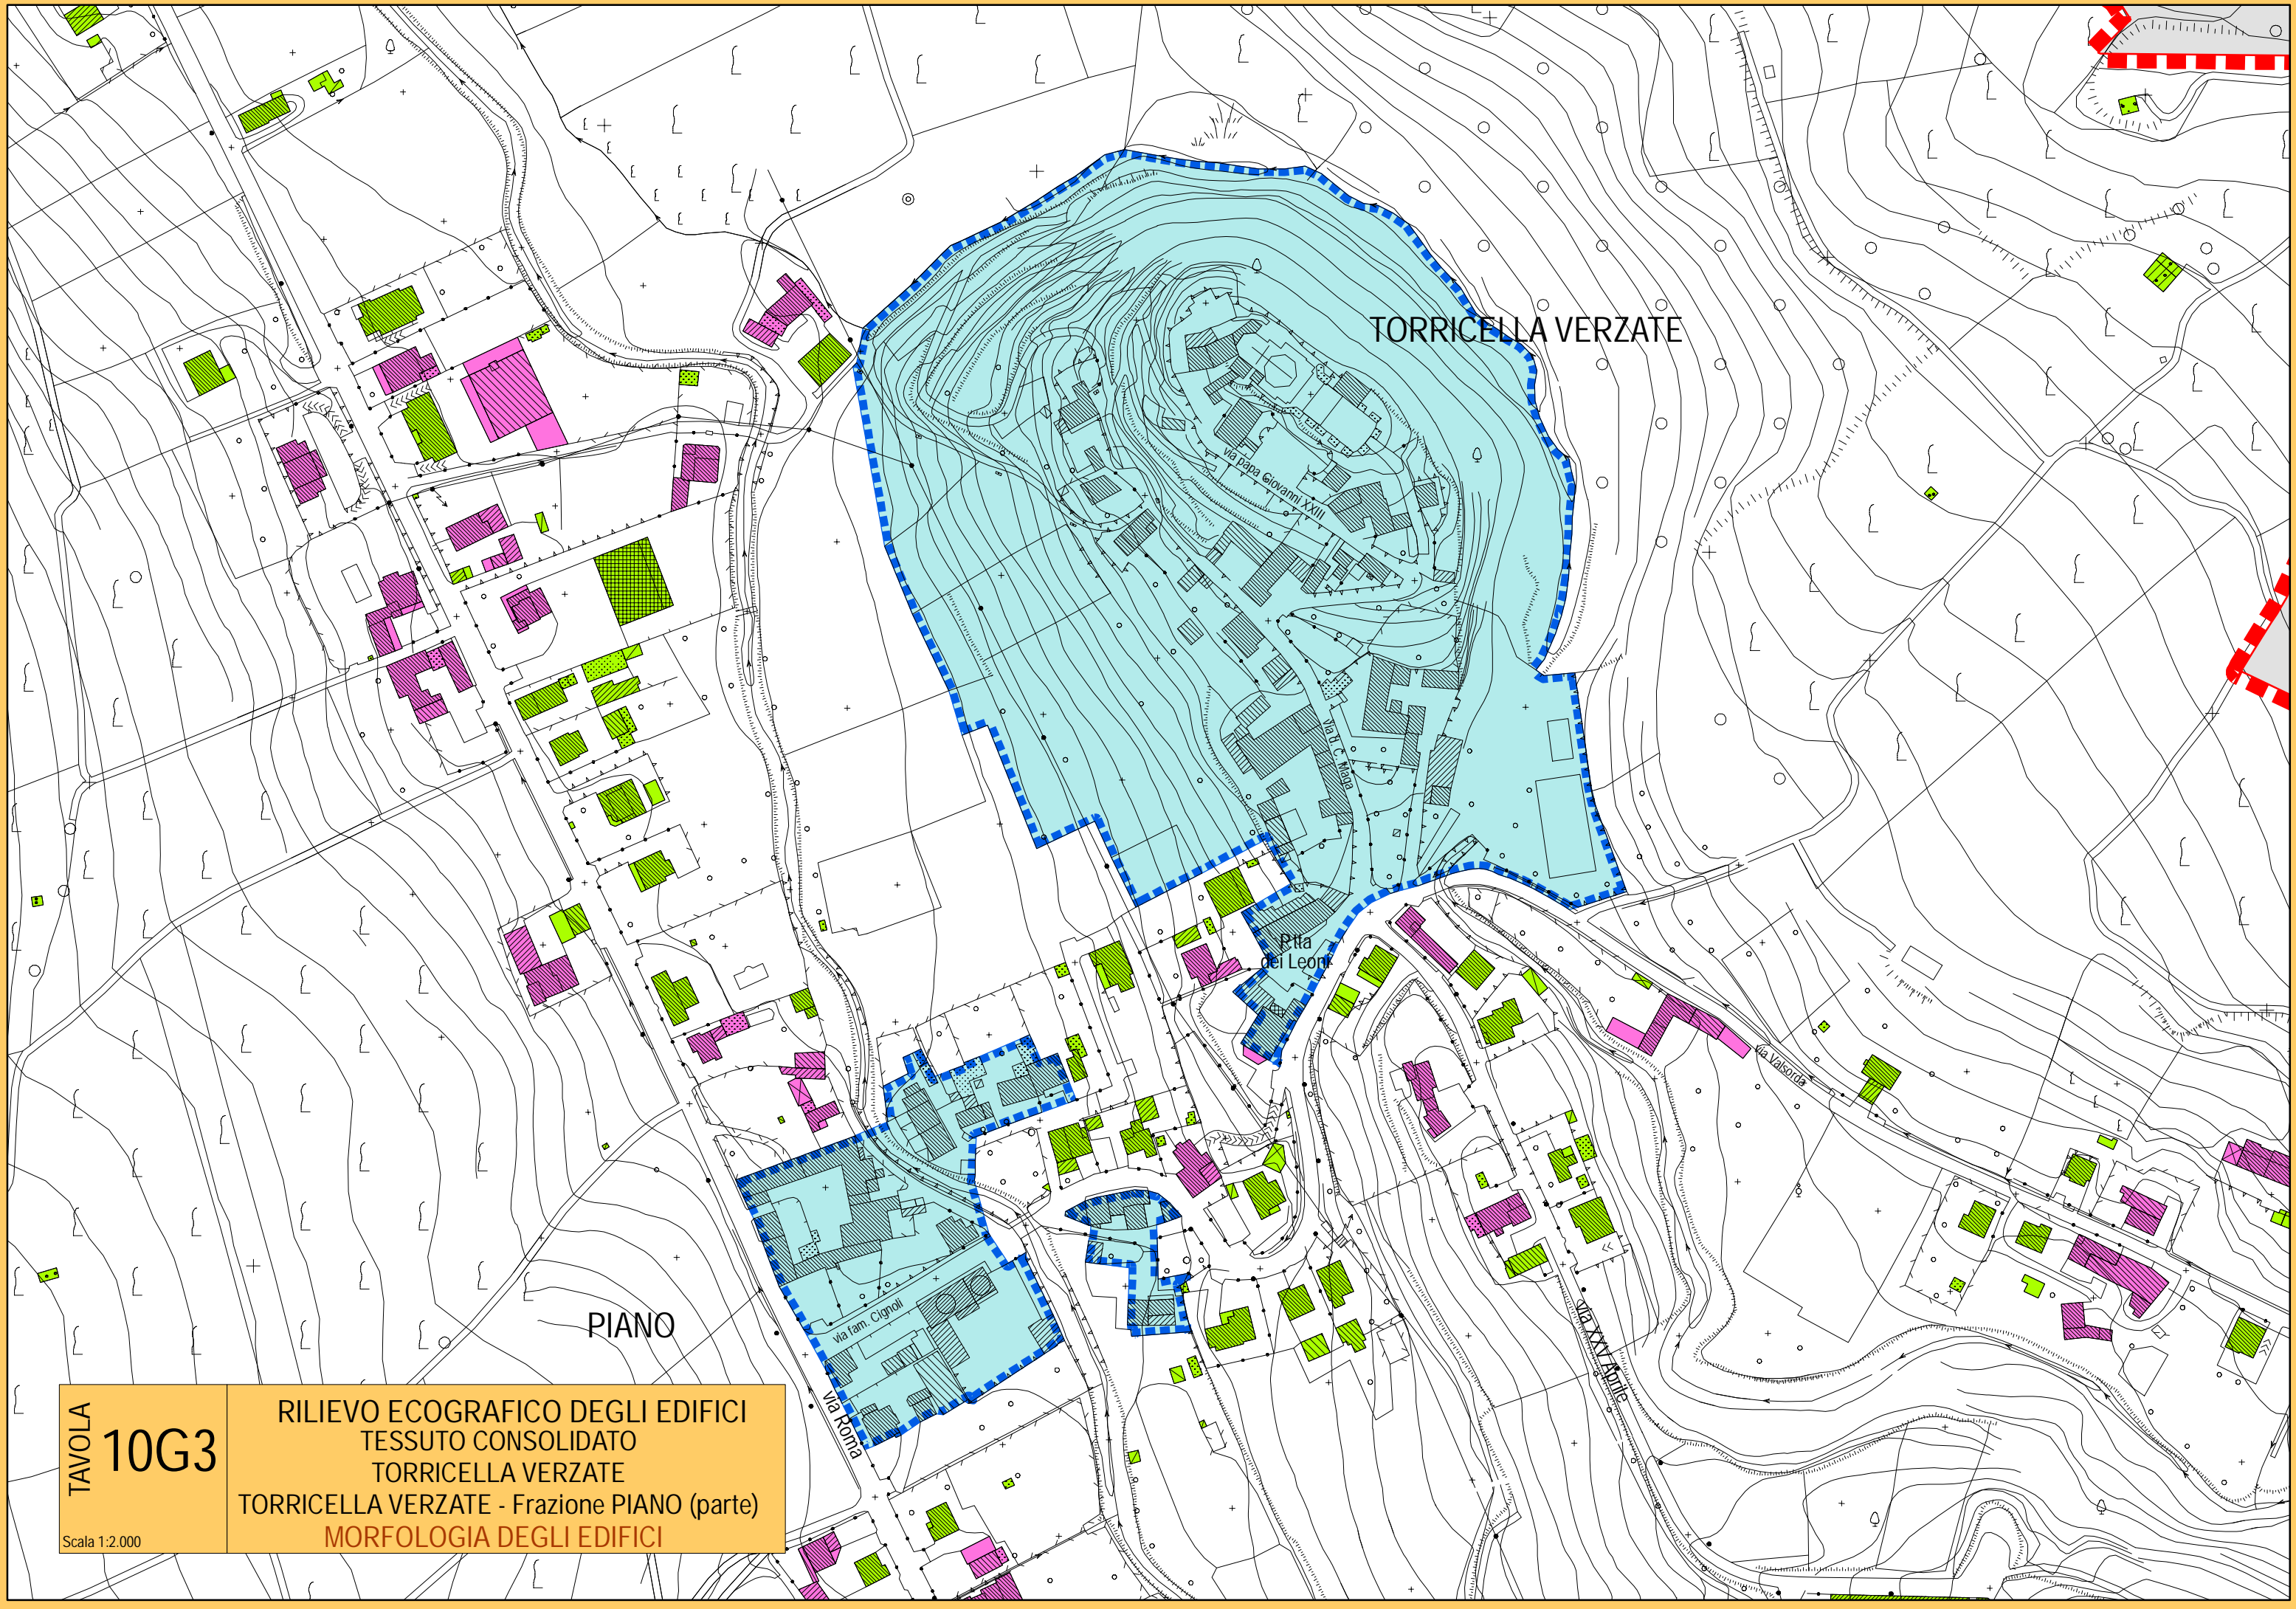 TORRICELLA VERZATE
via papa Giovanni XXIII
via d. C. Maga
P.tta
dei Leoni
via Valsorda
via fam. Cignoli
PIANO
via Roma
via XXV Aprile
TAVOLA
10G3
Scala 1:2.000
RILIEVO ECOGRAFICO DEGLI EDIFICI
TESSUTO CONSOLIDATO
TORRICELLA VERZATE
TORRICELLA VERZATE - Frazione PIANO (parte)
MORFOLOGIA DEGLI EDIFICI